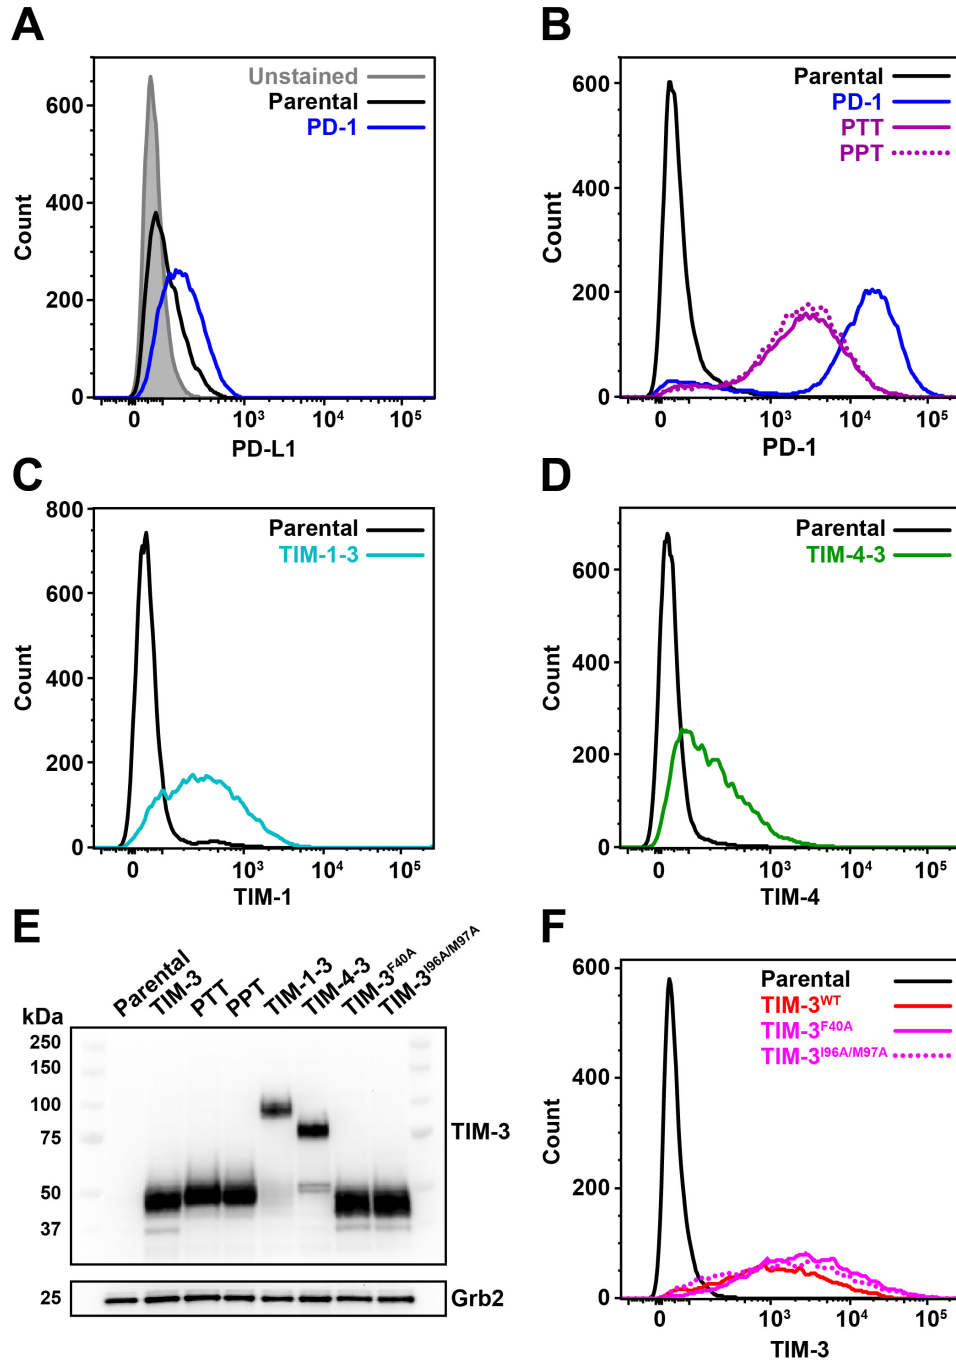 A
Unstained
Parental
PD-1
600
400
200
0
Count
0 10³ 10⁴ 10⁵
PD-L1
B
Parental
PD-1
PTT
PPT
600
400
200
0
Count
0 10³ 10⁴ 10⁵
PD-1
C
Parental
TIM-1-3
800
600
400
200
0
Count
0 10³ 10⁴ 10⁵
TIM-1
D
Parental
TIM-4-3
600
400
200
0
Count
0 10³ 10⁴ 10⁵
TIM-4
E
Parental
TIM-3
PTT
PPT
TIM-1-3
TIM-4-3
TIM-3F40A
TIM-3I96A/M97A
kDa
250
150
100
75
50
37
TIM-3
25
Grb2
F
Parental
TIM-3WT
TIM-3F40A
TIM-3I96A/M97A
600
400
200
0
Count
0 10³ 10⁴ 10⁵
TIM-3